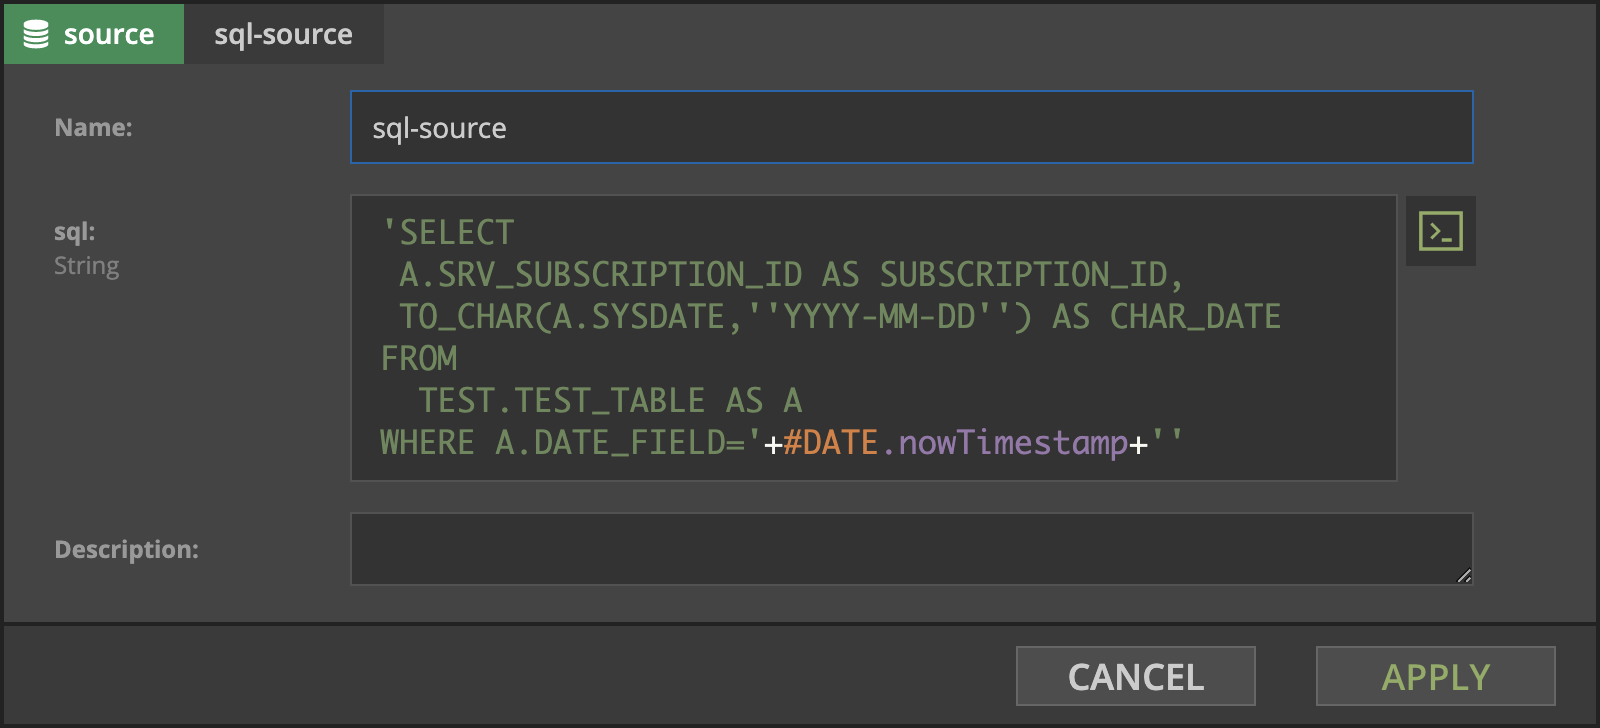 source sql-source
Name: sql-source
sql:
String
'SELECT
A.SRV_SUBSCRIPTION_ID AS SUBSCRIPTION_ID,
TO_CHAR(A.SYSDATE,''YYYY-MM-DD'') AS CHAR_DATE
FROM
TEST.TEST_TABLE AS A
WHERE A.DATE_FIELD='+#DATE.nowTimestamp+''
Description:
CANCEL APPLY